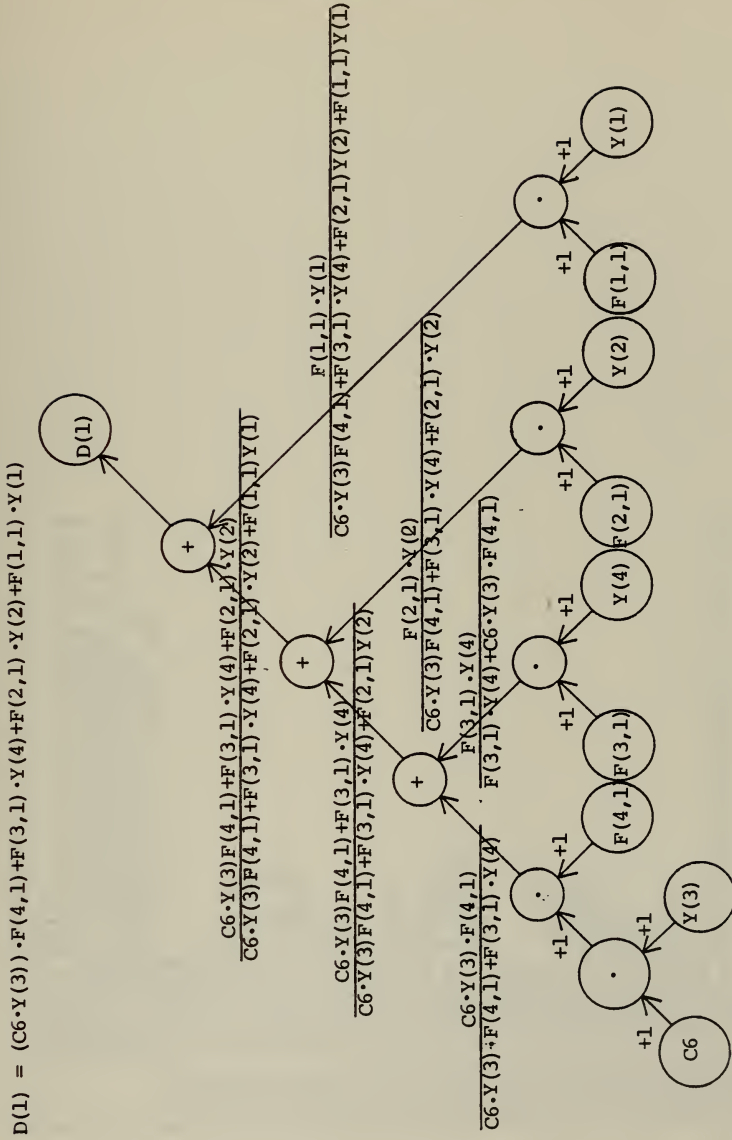 D(1) = (C6·Y(3))·F(4,1)+F(3,1)·Y(4)+F(2,1)·Y(2)+F(1,1)·Y(1)
D(1)
+
C6·Y(3)F(4,1)+F(3,1)·Y(4)+F(2,1)·Y(2)
C6·Y(3)F(4,1)+F(3,1)·Y(4)+F(2,1)·Y(2)+F(1,1)Y(1)
F(1,1)·Y(1)
C6·Y(3)F(4,1)+F(3,1)·Y(4)+F(2,1)Y(2)+F(1,1)Y(1)
+
C6·Y(3)F(4,1)+F(3,1)·Y(4)
C6·Y(3)F(4,1)+F(3,1)·Y(4)+F(2,1)Y(2)
F(2,1)·Y(2)
C6·Y(3)F(4,1)+F(3,1)·Y(4)+F(2,1)·Y(2)
+
C6·Y(3)·F(4,1)
C6·Y(3)·F(4,1)+F(3,1)·Y(4)
F(3,1)·Y(4)
F(3,1)·Y(4)+C6·Y(3)·F(4,1)
· · · ·
+1 +1 +1 +1 +1 +1 +1 +1
· F(4,1) F(3,1) Y(4) F(2,1) Y(2) F(1,1) Y(1)
+1 +1
C6 Y(3)